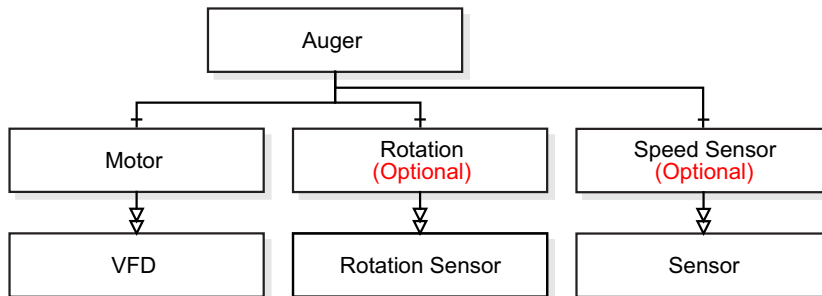 Auger
Motor
Rotation
(Optional)
Speed Sensor
(Optional)
VFD
Rotation Sensor
Sensor